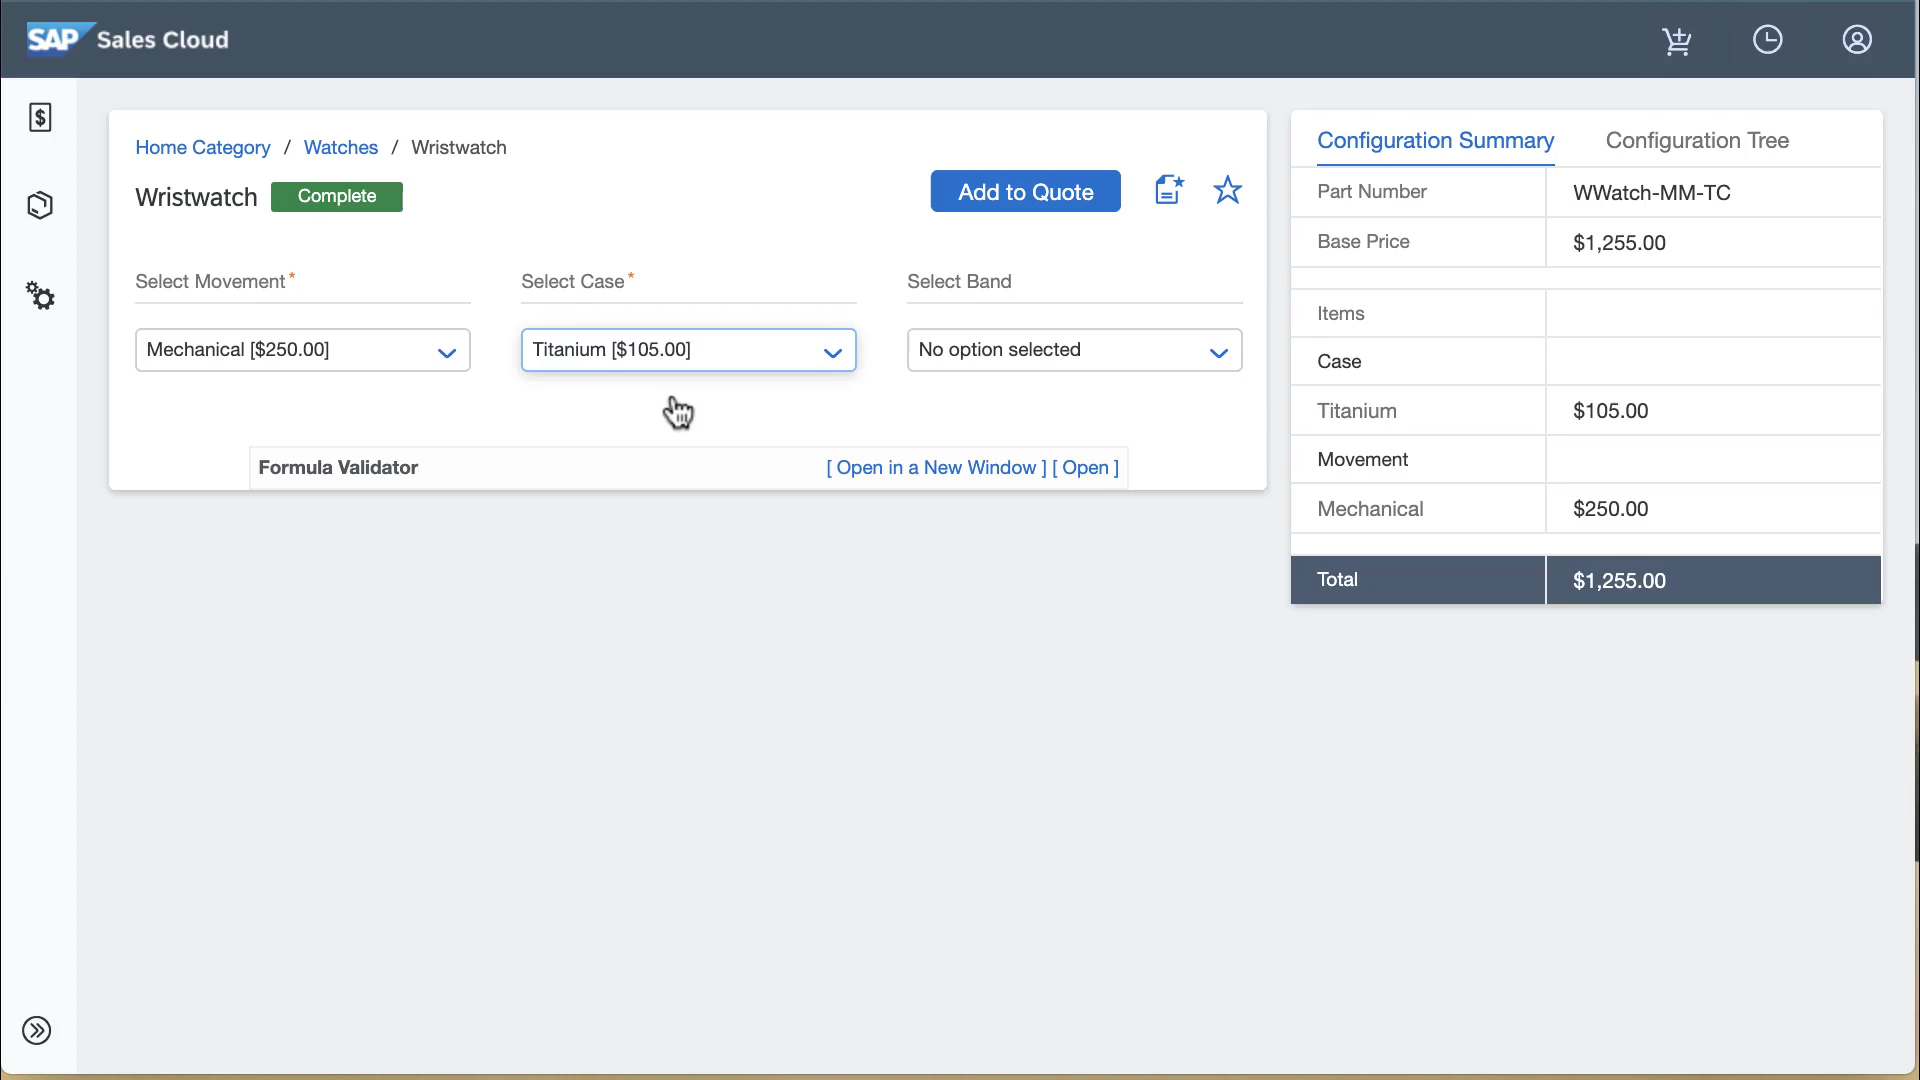 SAP Sales Cloud
Home Category / Watches / Wristwatch
Wristwatch Complete
Add to Quote
Select Movement*
Select Case*
Select Band
Mechanical [$250.00]
Titanium [$105.00]
No option selected
Formula Validator
[ Open in a New Window ] [ Open ]
Configuration Summary
Configuration Tree
Part Number WWatch-MM-TC
Base Price $1,255.00
Items
Case
Titanium $105.00
Movement
Mechanical $250.00
Total $1,255.00